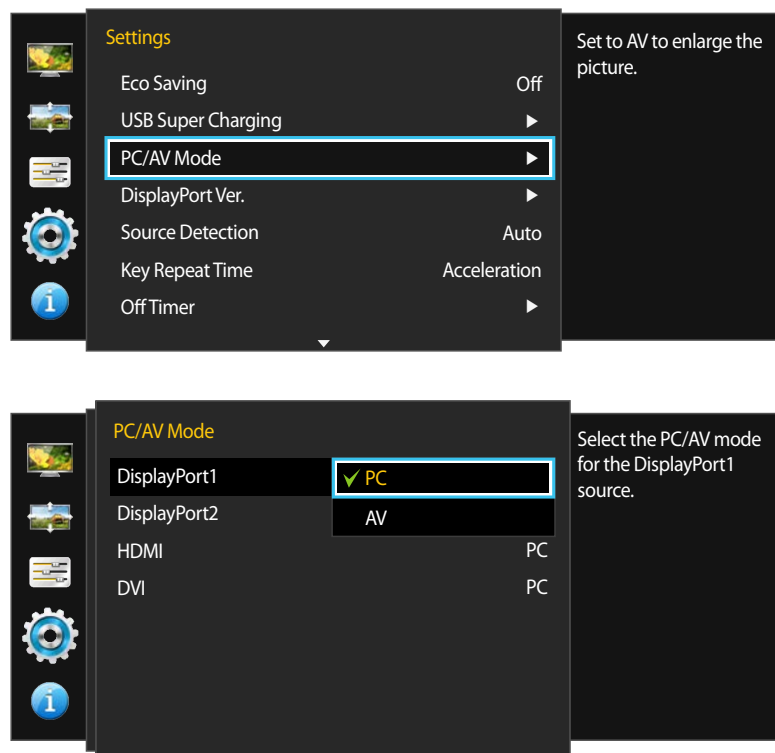 Settings
Set to AV to enlarge the
picture.
Eco Saving Off
USB Super Charging ▶
PC/AV Mode ▶
DisplayPort Ver. ▶
Source Detection Auto
Key Repeat Time Acceleration
Off Timer ▶
i
PC/AV Mode
Select the PC/AV mode
for the DisplayPort1
source.
DisplayPort1 PC
DisplayPort2 AV
HDMI PC
DVI PC
i